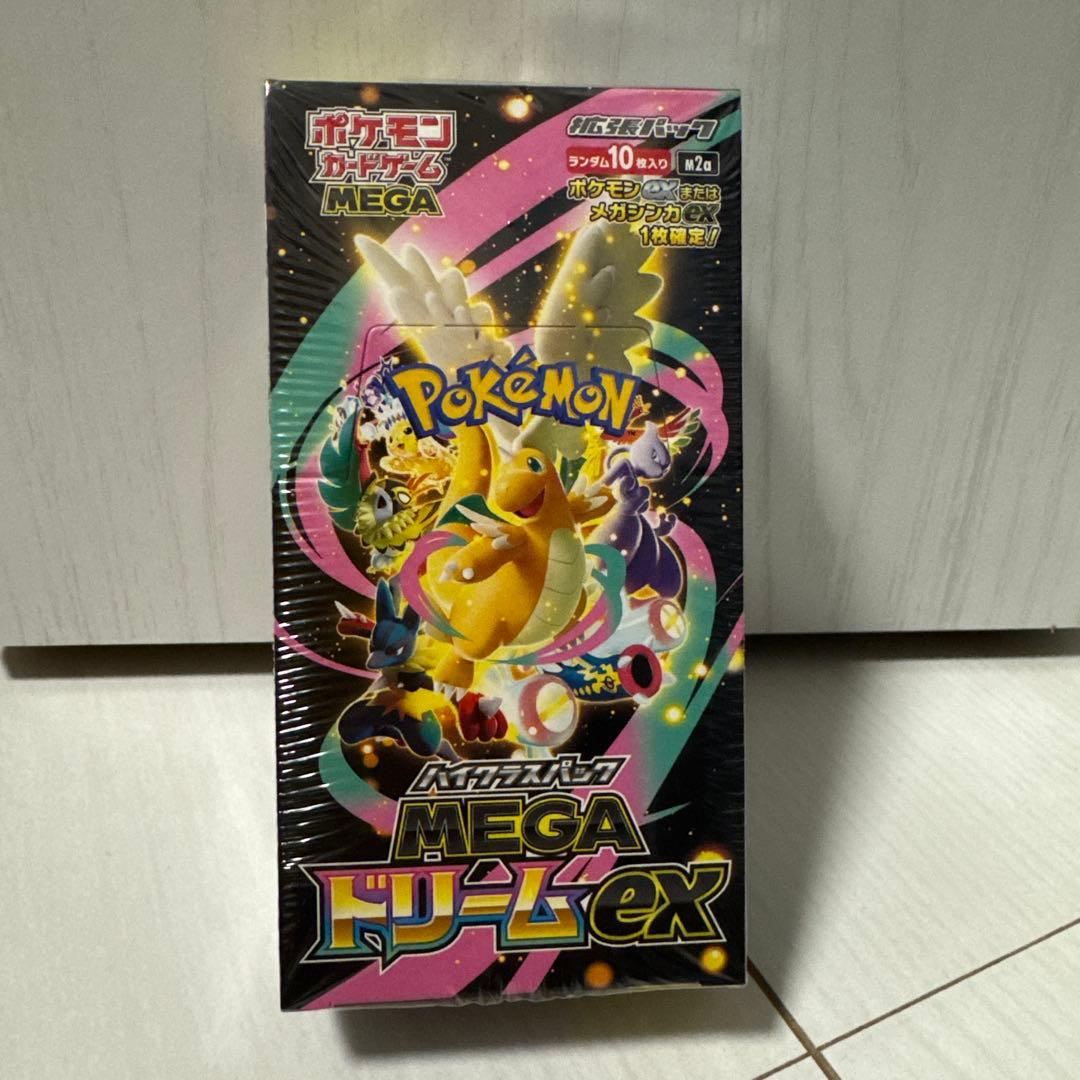 ポケモン
カードゲーム
MEGA
拡張パック
ランダム10枚入り M2a
ポケモンexまたは
メガシンカex
1枚確定!
POKÉMON
ハイクラスパック
MEGA
ドリームex